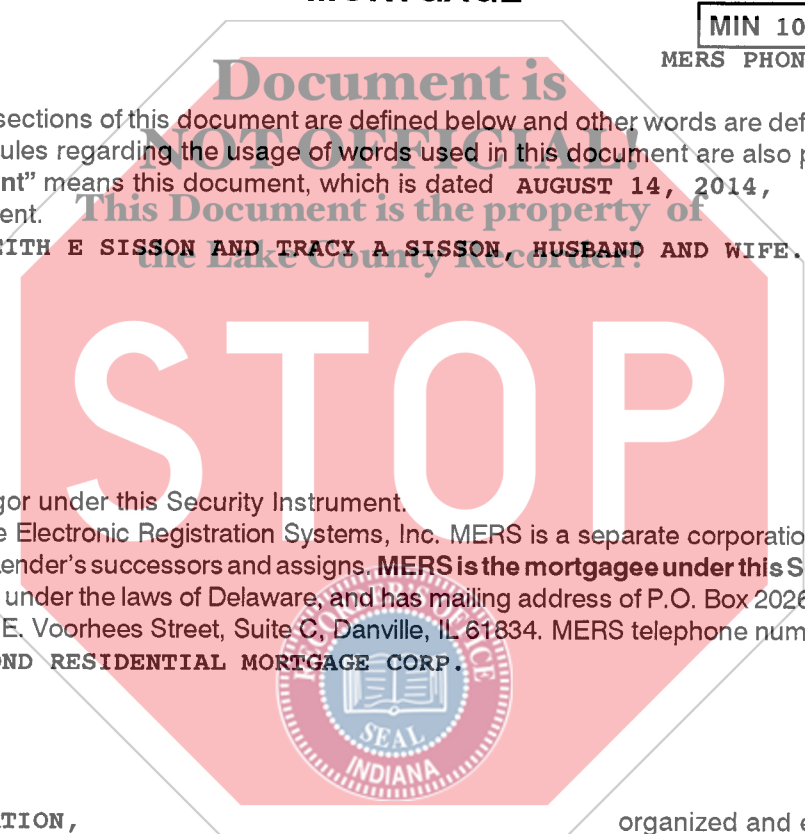 MORTGAGE
MIN 10
MERS PHON
Document is
sections of this document are defined below and other words are def
ules regarding the usage of words used in this document are also p
NOT OFFICIAL!
nt” means this document, which is dated AUGUST 14, 2014,
ent.
This Document is the property of
EITH E SISSON AND TRACY A SISSON, HUSBAND AND WIFE.
the Lake County Recorder!
STOP
gor under this Security Instrument.
e Electronic Registration Systems, Inc. MERS is a separate corporatio
ender’s successors and assigns. MERS is the mortgagee under this S
under the laws of Delaware, and has mailing address of P.O. Box 2026
E. Voorhees Street, Suite C, Danville, IL 61834. MERS telephone num
OND RESIDENTIAL MORTGAGE CORP.
RECORDER'S OFFICE
SEAL
INDIANA
ATION,
organized and e